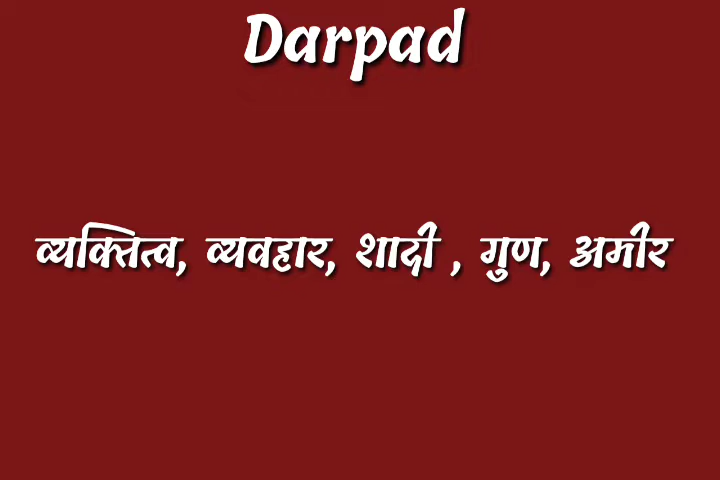 Darpad
व्यक्तित्व, व्यवहार, शादी , गुण, अमीर